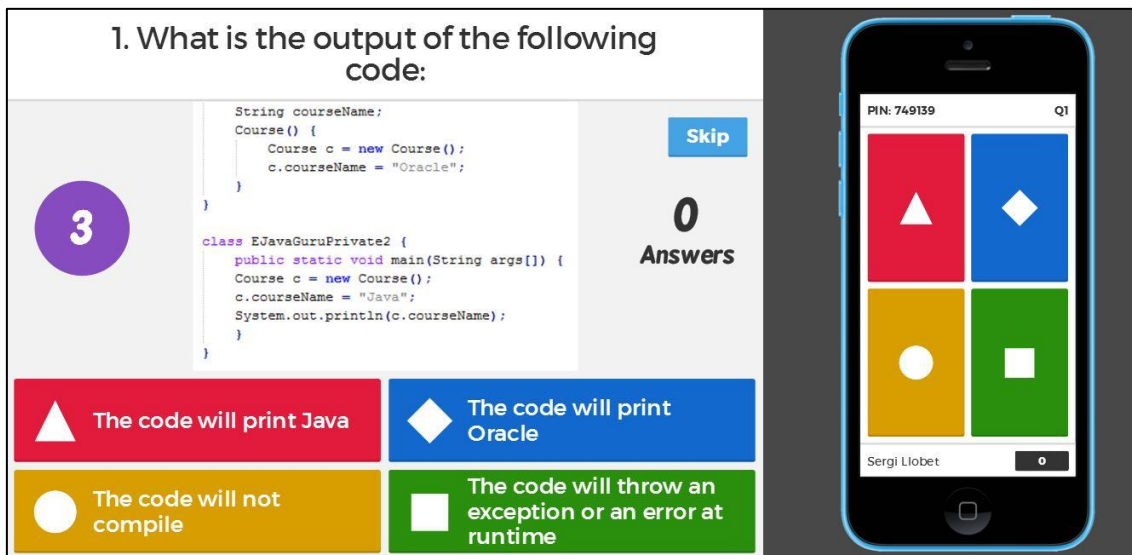 1. What is the output of the following
code:
String courseName;
Course() {
Course c = new Course();
c.courseName = "Oracle";
}
}
class EJavaGuruPrivate2 {
public static void main(String args[]) {
Course c = new Course();
c.courseName = "Java";
System.out.println(c.courseName);
}
}
3
Skip
0
Answers
The code will print Java
The code will print
Oracle
The code will not
compile
The code will throw an
exception or an error at
runtime
PIN: 749139 Q1
Sergi Llobet 0